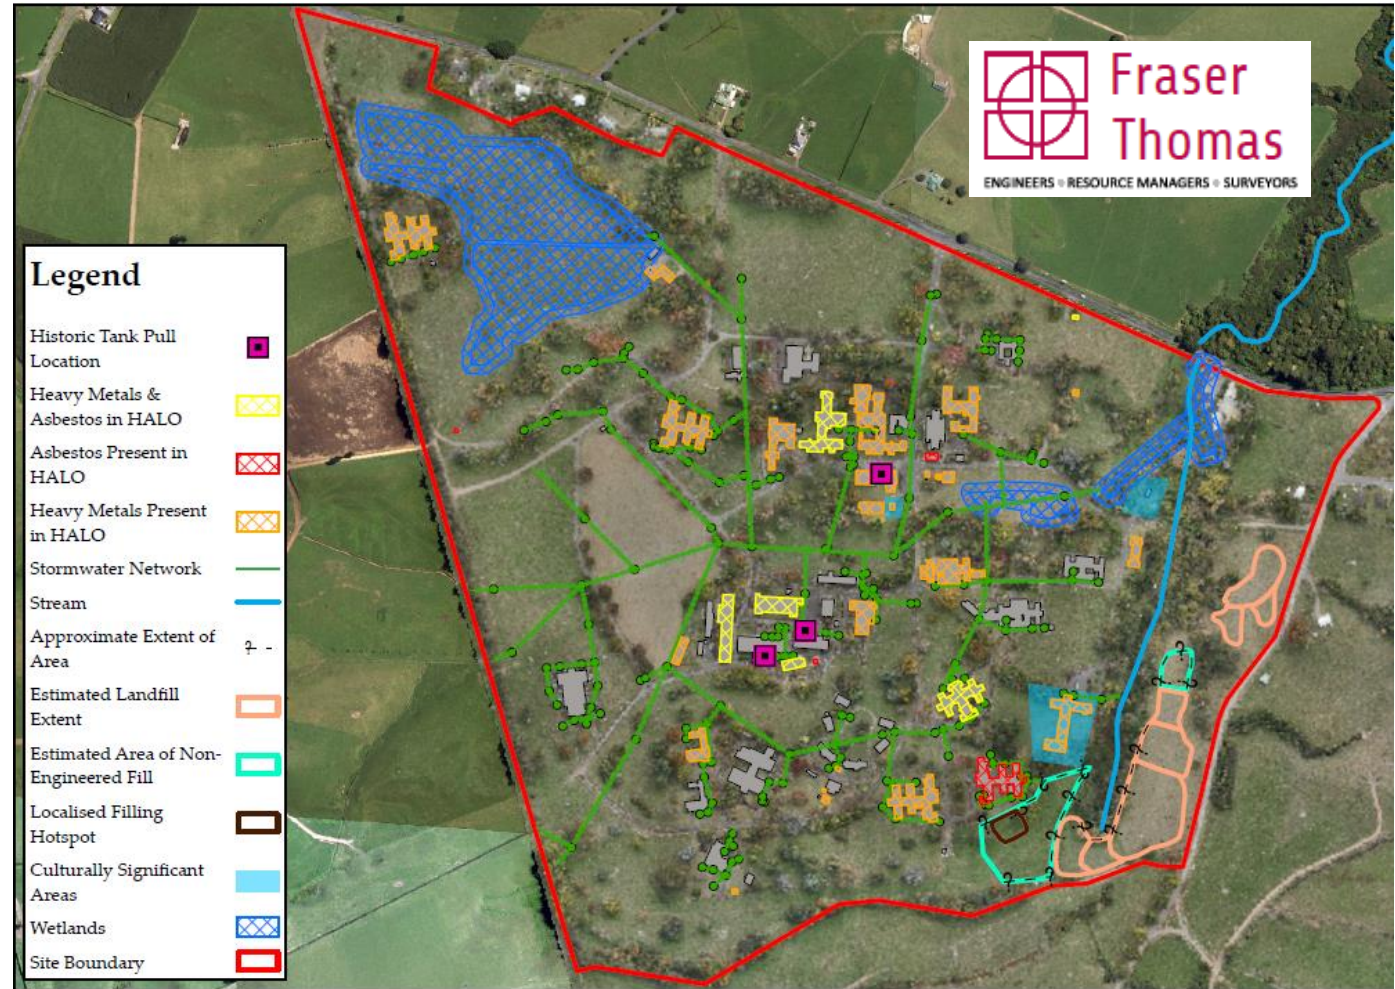 Fraser
Thomas
ENGINEERS RESOURCE MANAGERS SURVEYORS
Legend
Historic Tank Pull
Location
Heavy Metals &
Asbestos in HALO
Asbestos Present in
HALO
Heavy Metals Present
in HALO
Stormwater Network
Stream
Approximate Extent of
Area
? - -
Estimated Landfill
Extent
Estimated Area of Non-
Engineered Fill
Localised Filling
Hotspot
Culturally Significant
Areas
Wetlands
Site Boundary